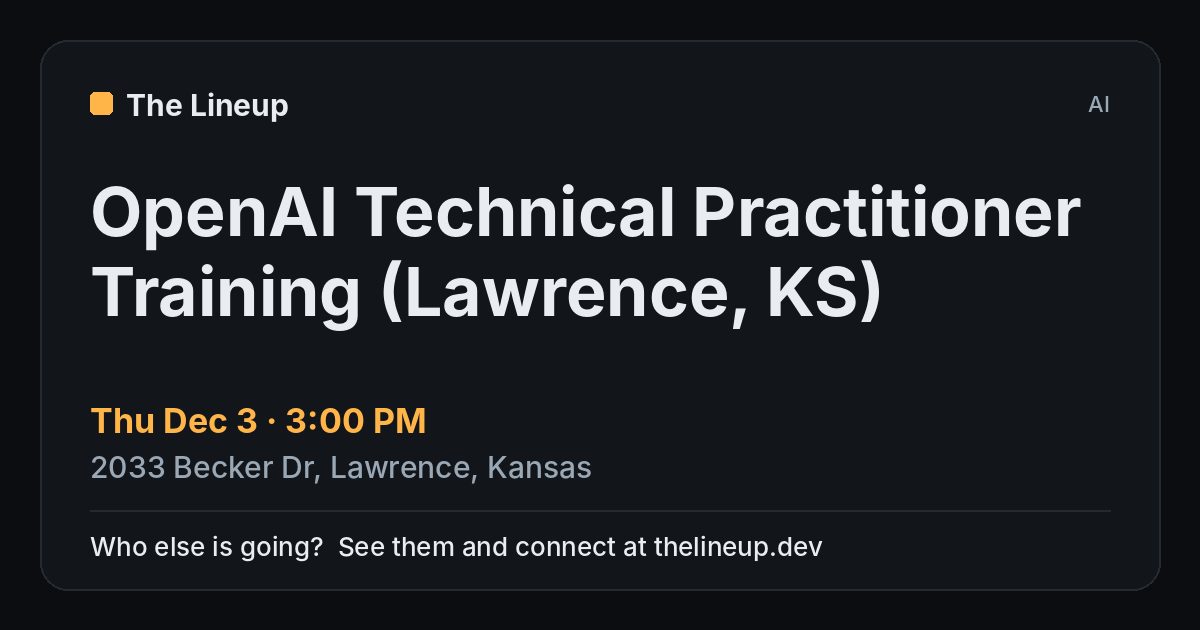 The Lineup
AI
OpenAI Technical Practitioner
Training (Lawrence, KS)
Thu Dec 3 · 3:00 PM
2033 Becker Dr, Lawrence, Kansas
Who else is going?  See them and connect at thelineup.dev